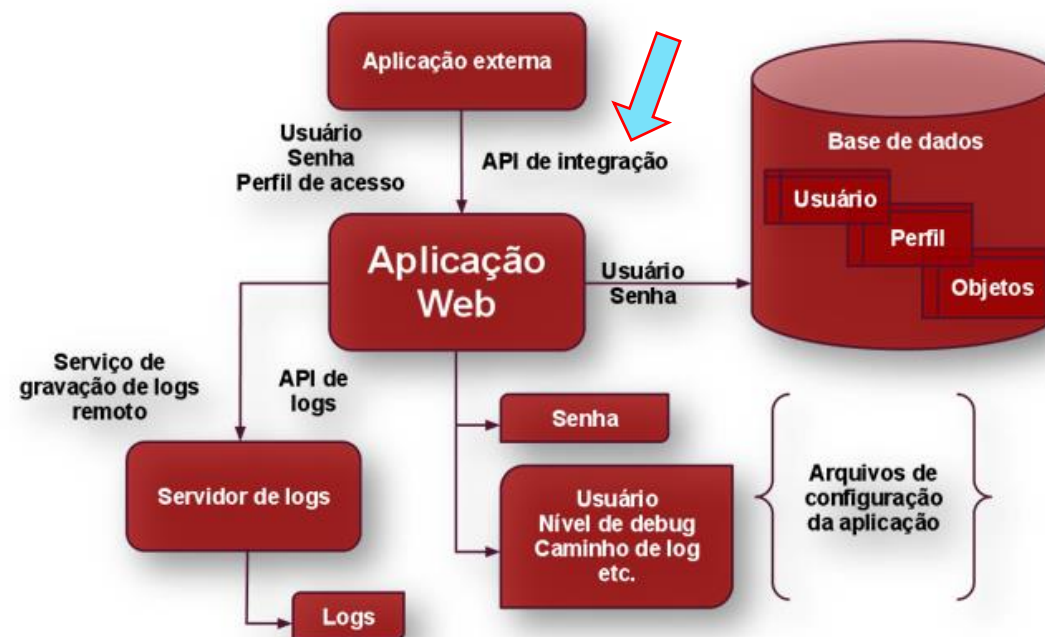 Aplicação externa
Usuário
Senha
Perfil de acesso
API de integração
Base de dados
Usuário
Perfil
Objetos
Aplicação
Web
Usuário
Senha
Serviço de
gravação de logs
remoto
API de
logs
Senha
Servidor de logs
Usuário
Nível de debug
Caminho de log
etc.
Arquivos de
configuração
da aplicação
Logs